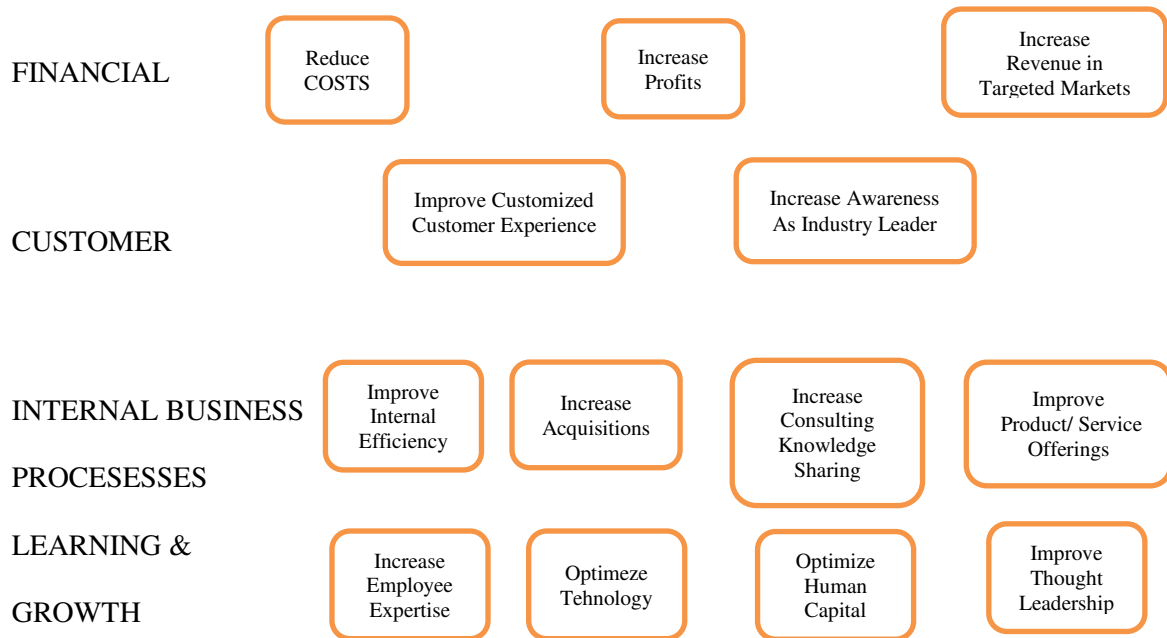 FINANCIAL
Reduce
COSTS
Increase
Profits
Increase
Revenue in
Targeted Markets
CUSTOMER
Improve Customized
Customer Experience
Increase Awareness
As Industry Leader
INTERNAL BUSINESS
PROCESESSES
Improve
Internal
Efficiency
Increase
Acquisitions
Increase
Consulting
Knowledge
Sharing
Improve
Product/ Service
Offerings
LEARNING &
GROWTH
Increase
Employee
Expertise
Optimeze
Tehnology
Optimize
Human
Capital
Improve
Thought
Leadership